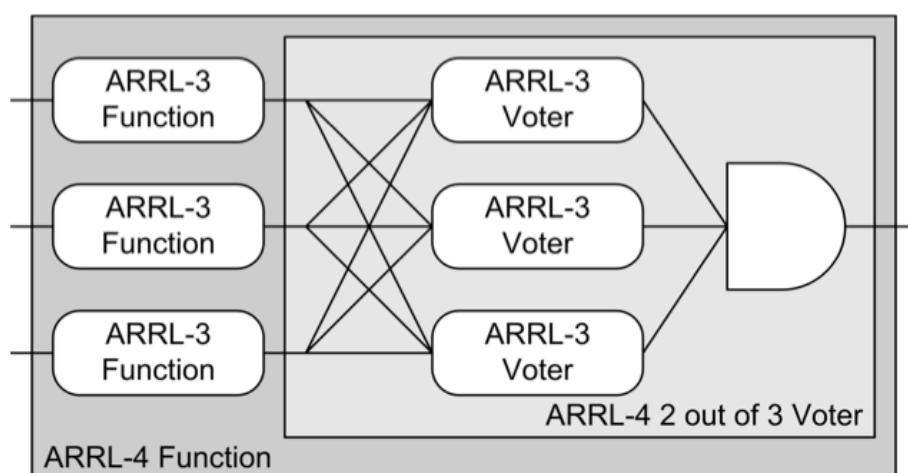 ARRL-3
Function
ARRL-3
Voter
ARRL-3
Function
ARRL-3
Voter
ARRL-3
Function
ARRL-3
Voter
ARRL-4 2 out of 3 Voter
ARRL-4 Function